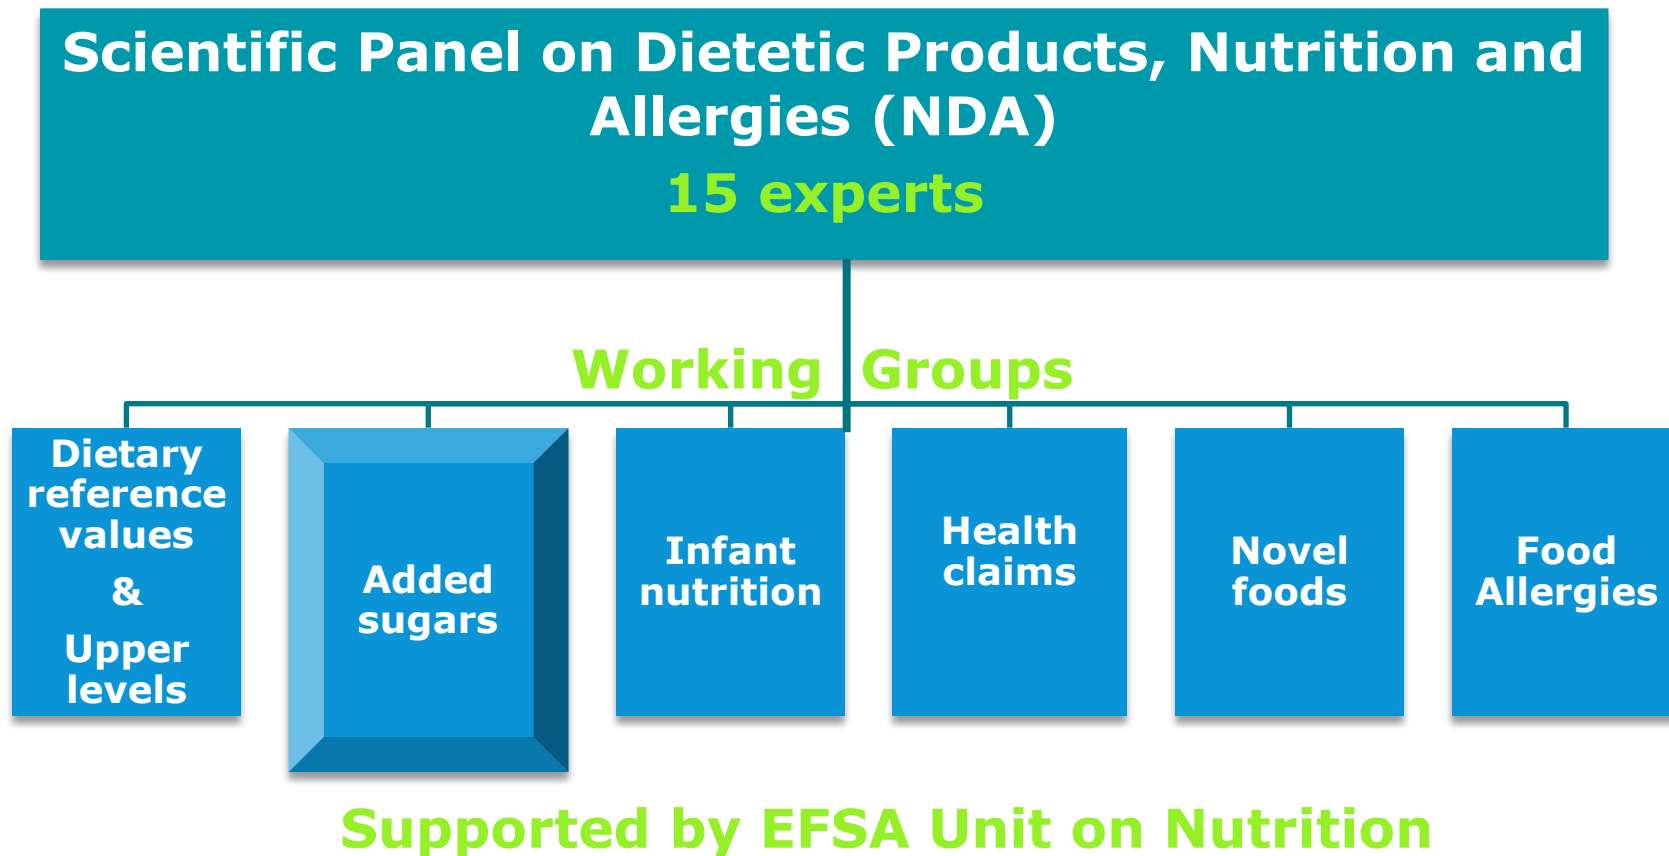 Scientific Panel on Dietetic Products, Nutrition and
Allergies (NDA)
15 experts
Working Groups
Dietary
reference
values
&
Upper
levels
Added
sugars
Infant
nutrition
Health
claims
Novel
foods
Food
Allergies
Supported by EFSA Unit on Nutrition